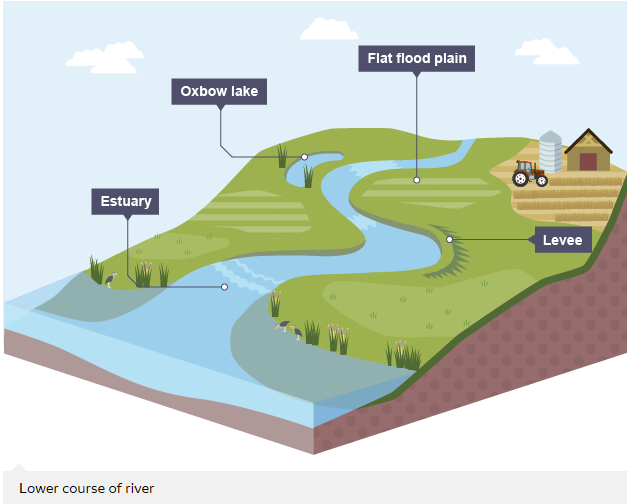 Flat flood plain
Oxbow lake
Estuary
Levee
Lower course of river